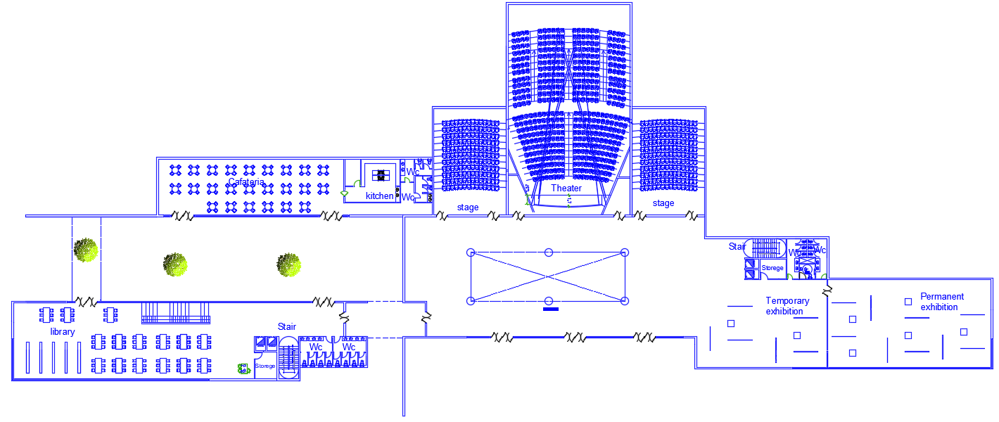 Theater
Cafateria
Wc
kitchen
Wc
stage
stage
Stair
Wc
Wc
Storege
Temporary
exhibition
Permanent
exhibition
library
Stair
Wc
Wc
Storege